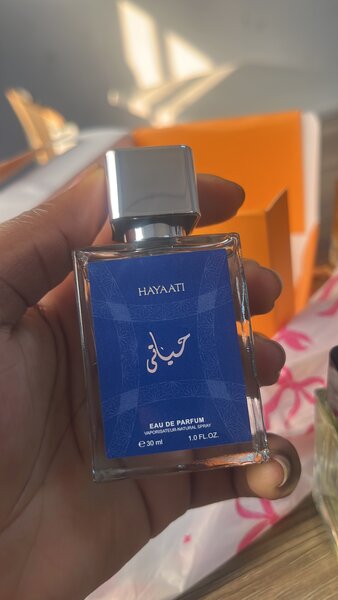 HAYAATI
حياتي
EAU DE PARFUM
VAPORISATEUR-NATURAL SPRAY
℮ 30 ml 1.0 FL.OZ.